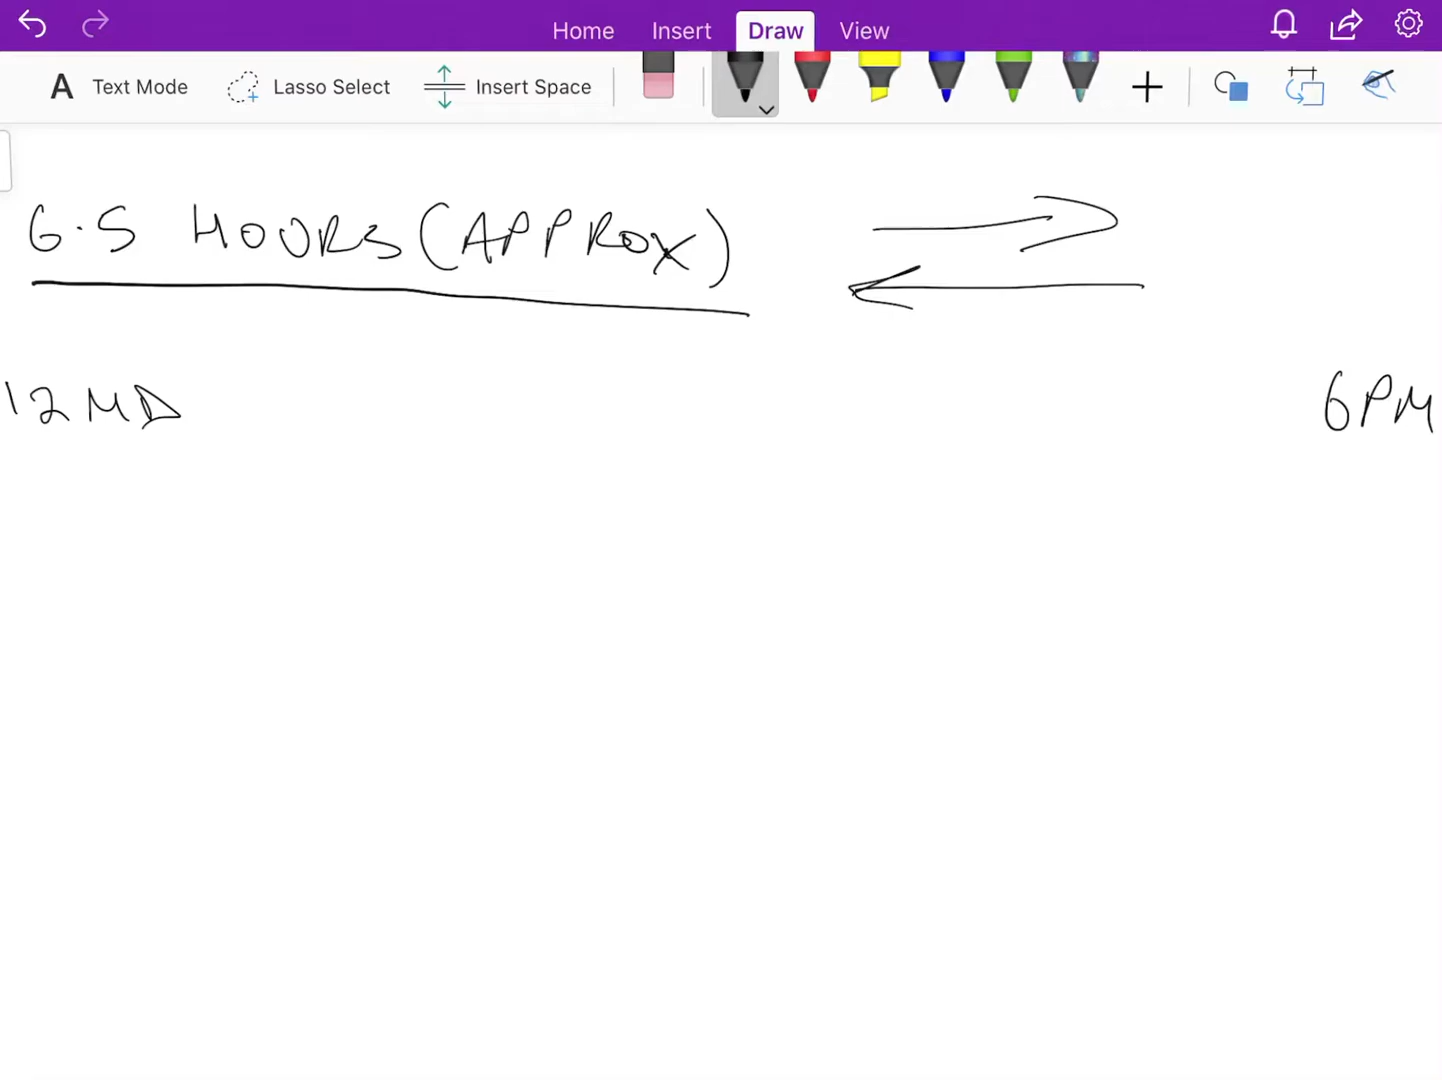 Home Insert Draw View
A Text Mode Lasso Select Insert Space
6.5 HOURS (APPROX)
12MD 6PM